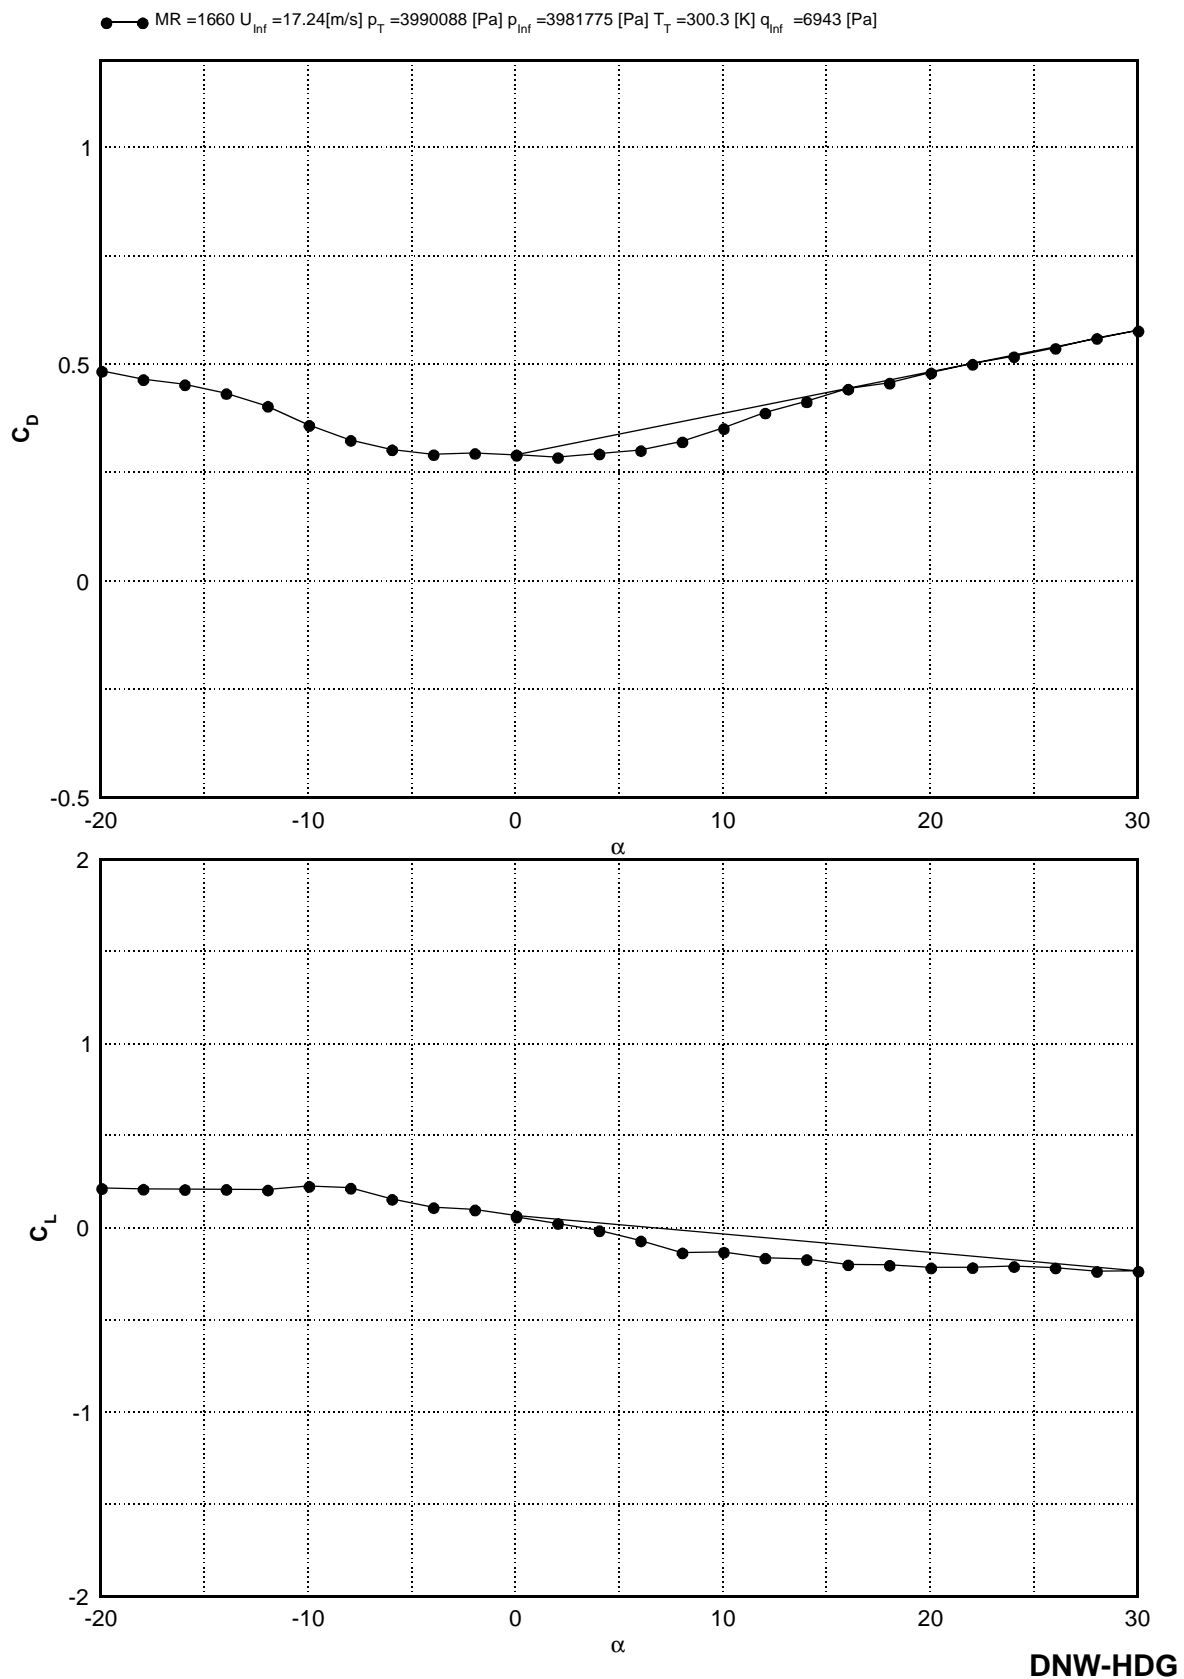 MR =1660 U_Inf =17.24[m/s] p_T =3990088 [Pa] p_Inf =3981775 [Pa] T_T =300.3 [K] q_Inf =6943 [Pa]
1
0.5
C_D
0
-0.5
-20 -10 0 10 20 30
α
2
1
C_L
0
-1
-2
-20 -10 0 10 20 30
α
DNW-HDG